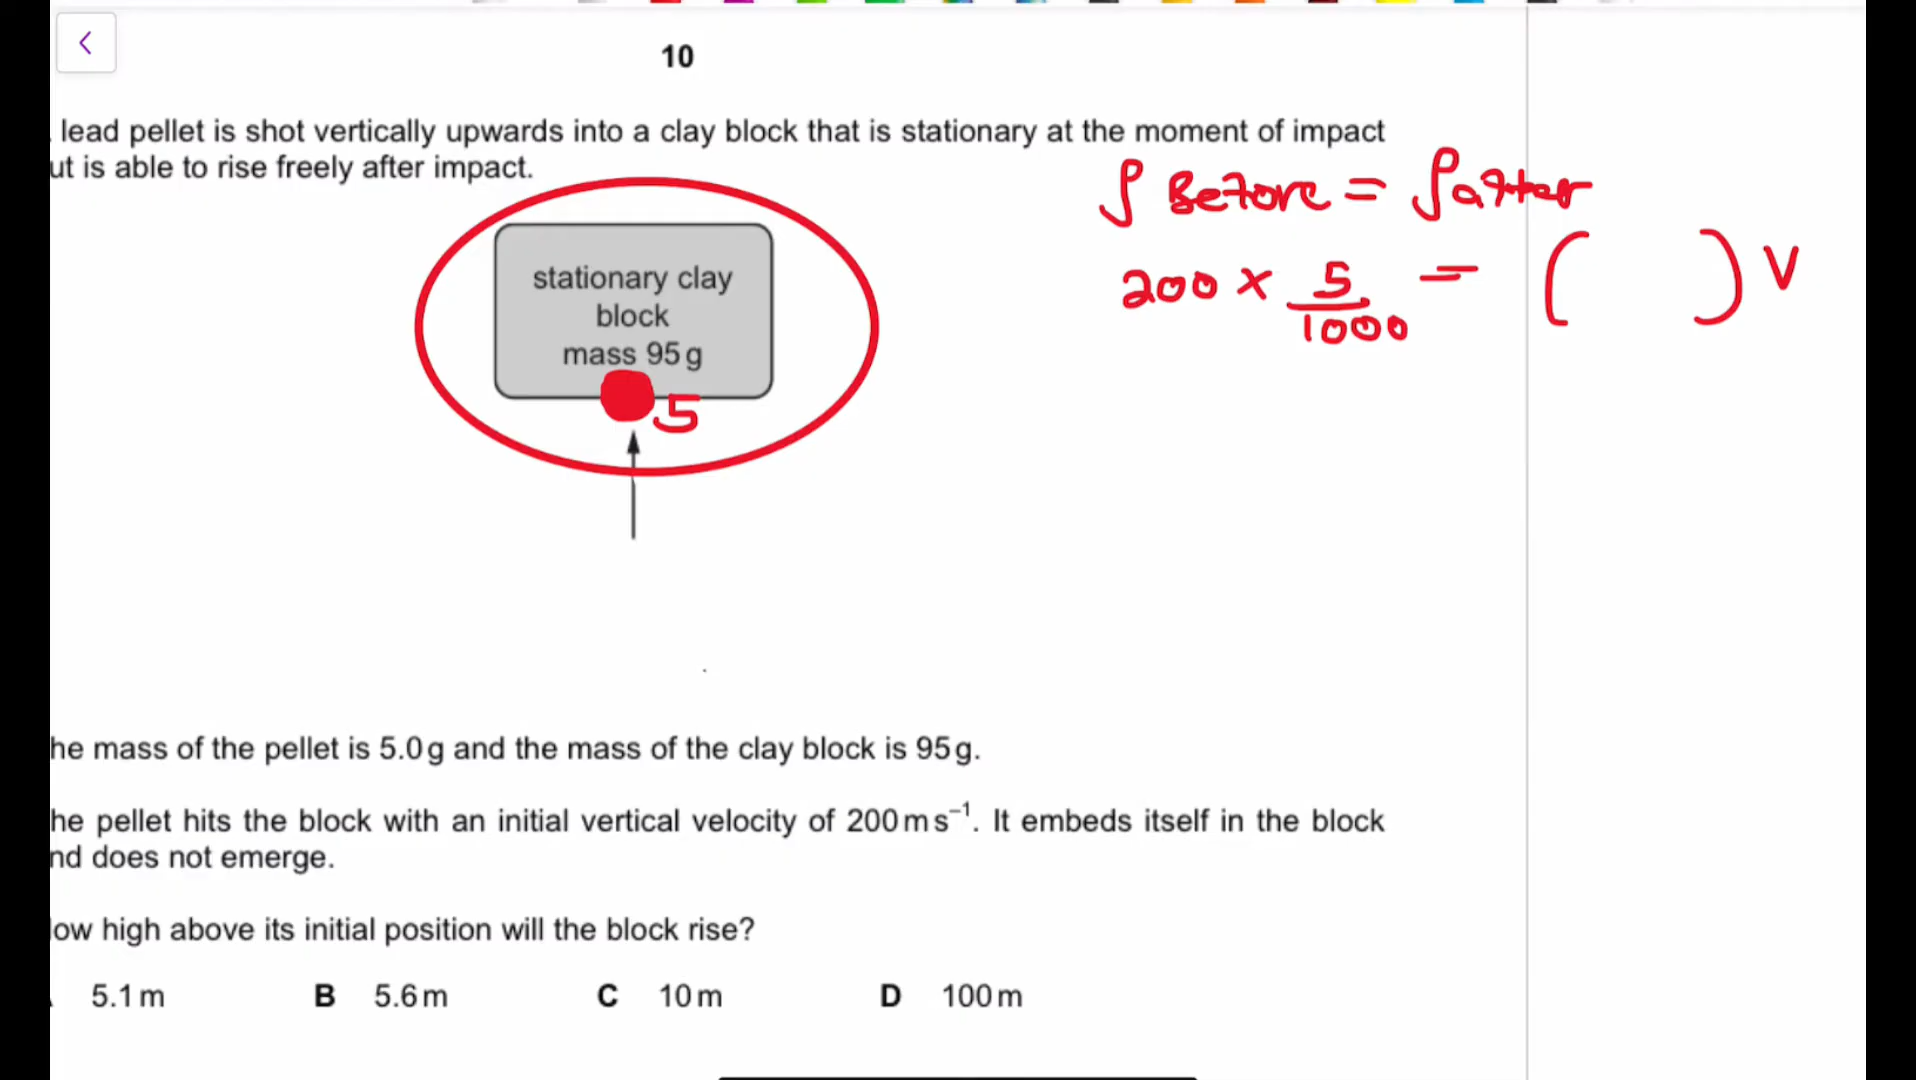 10
lead pellet is shot vertically upwards into a clay block that is stationary at the moment of impact
ut is able to rise freely after impact.
ρ Before = ρ after
200 × 5/1000 = ( ) v
stationary clay
block
mass 95 g
5
he mass of the pellet is 5.0 g and the mass of the clay block is 95 g.
he pellet hits the block with an initial vertical velocity of 200 m s⁻¹. It embeds itself in the block
nd does not emerge.
ow high above its initial position will the block rise?
5.1 m B 5.6 m C 10 m D 100 m